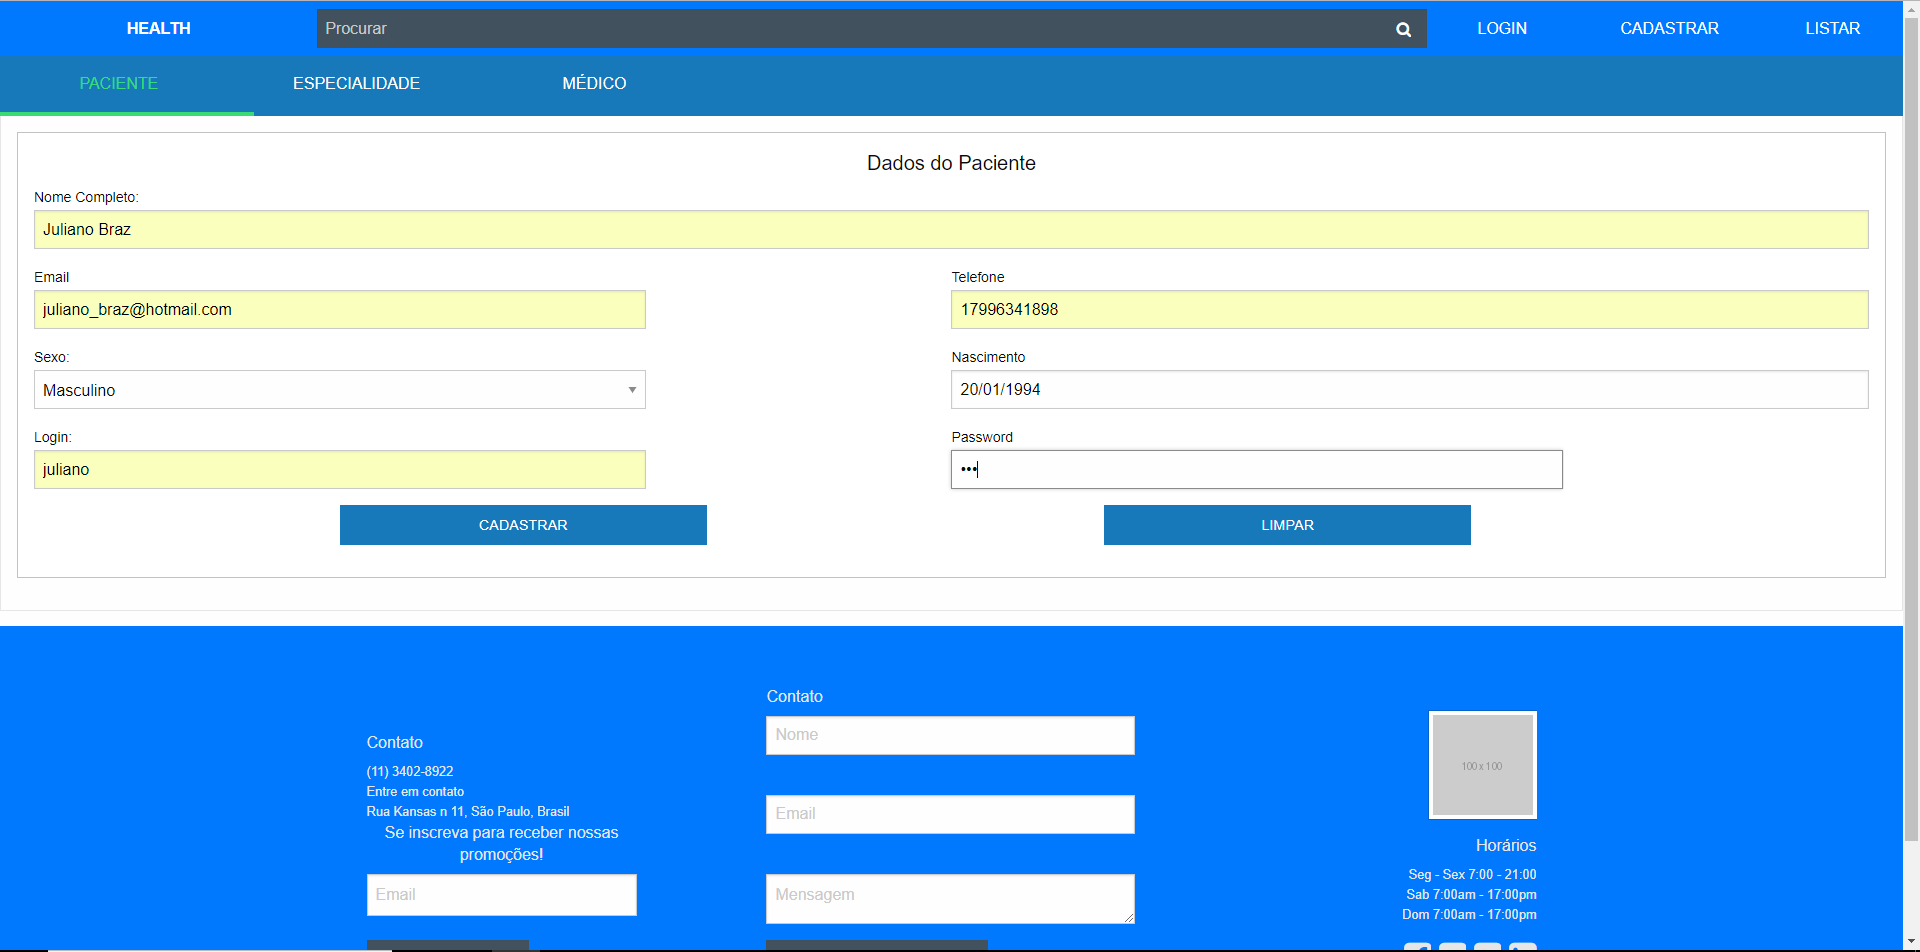 HEALTH
Procurar
LOGIN
CADASTRAR
LISTAR
PACIENTE
ESPECIALIDADE
MÉDICO
Dados do Paciente
Nome Completo:
Juliano Braz
Email
Telefone
juliano_braz@hotmail.com
17996341898
Sexo:
Nascimento
Masculino
20/01/1994
Login:
Password
juliano
•••
CADASTRAR
LIMPAR
Contato
(11) 3402-8922
Entre em contato
Rua Kansas n 11, São Paulo, Brasil
Se inscreva para receber nossas
promoções!
Email
Contato
Nome
Email
Mensagem
100 x 100
Horários
Seg - Sex 7:00 - 21:00
Sab 7:00am - 17:00pm
Dom 7:00am - 17:00pm